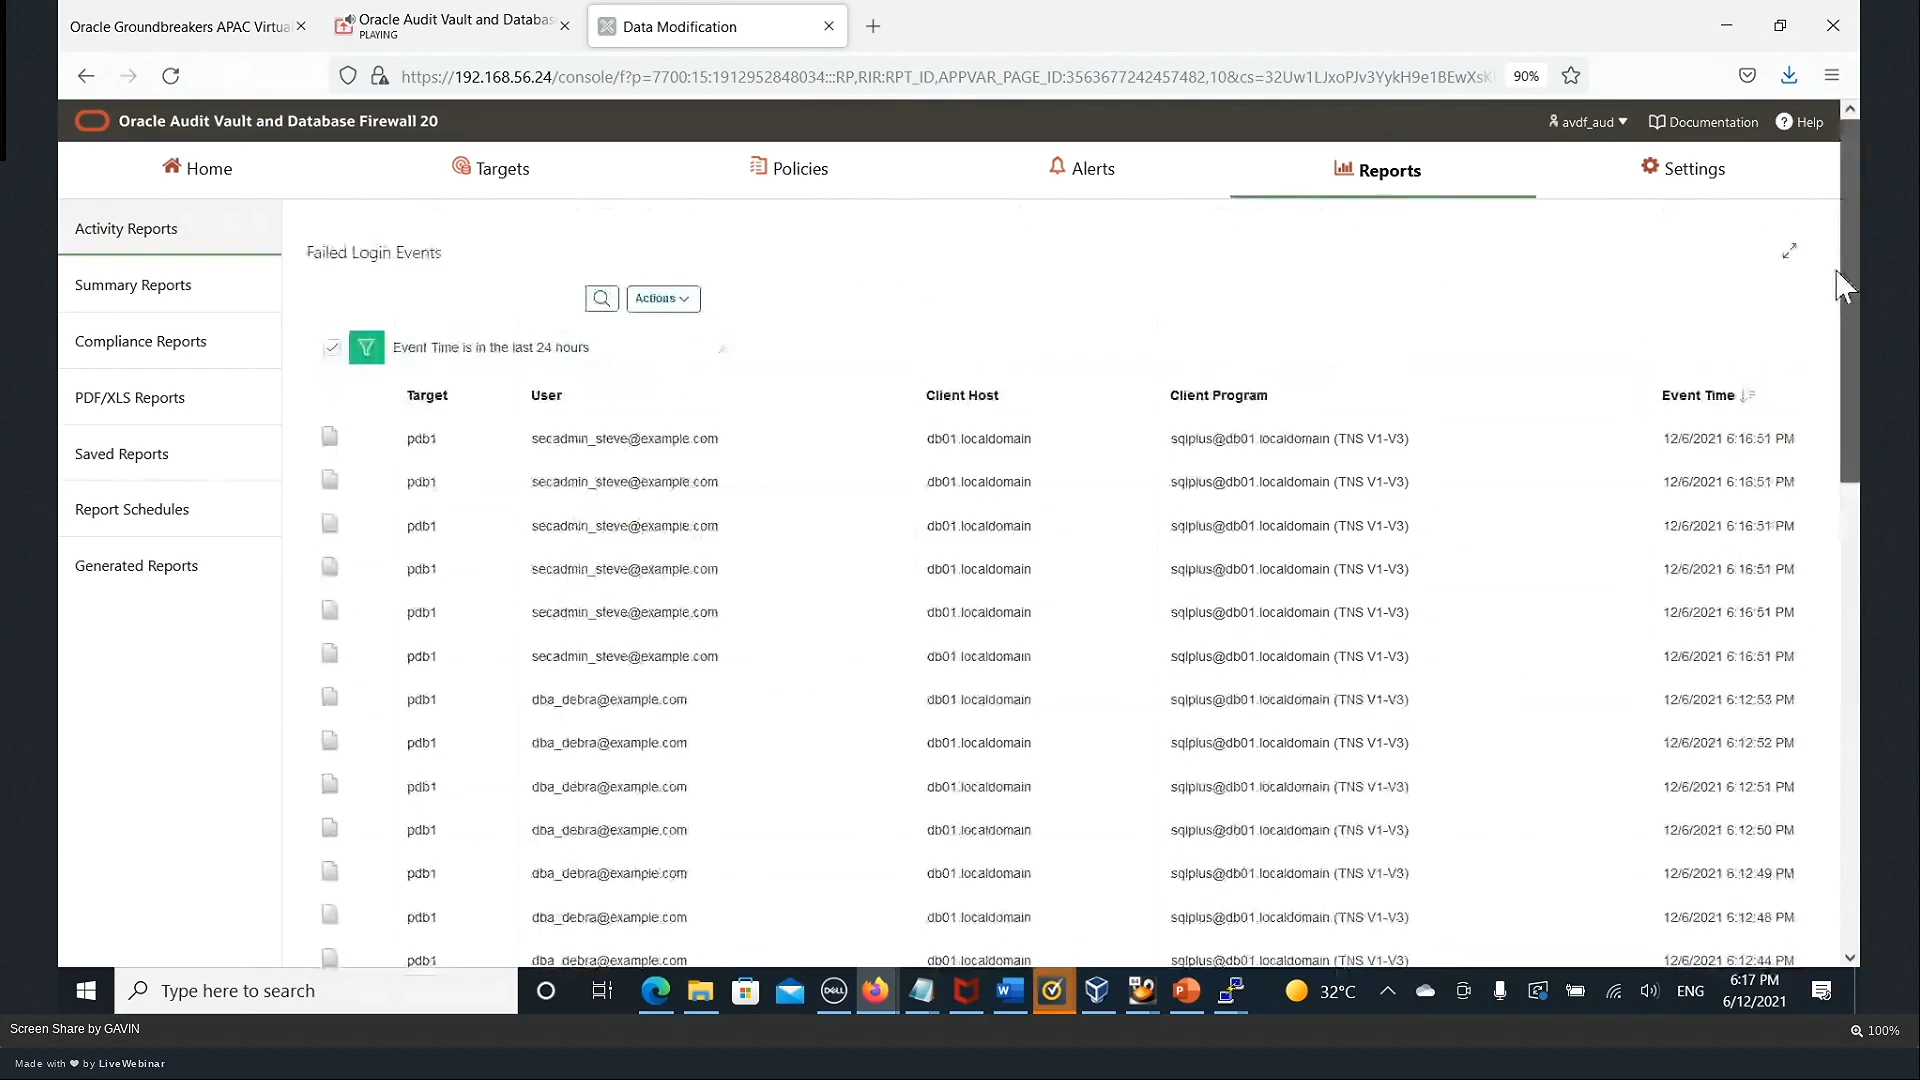 Oracle Groundbreakers APAC Virtua
Oracle Audit Vault and Databas
PLAYING
Data Modification
https://192.168.56.24/console/f?p=7700:15:1912952848034:::RP,RIR:RPT_ID,APPVAR_PAGE_ID:3563677242457482,10&cs=32Uw1LJxoPJv3YykH9e1BEwXsK
90%
Oracle Audit Vault and Database Firewall 20
avdf_aud
Documentation
Help
Home
Targets
Policies
Alerts
Reports
Settings
Activity Reports
Summary Reports
Compliance Reports
PDF/XLS Reports
Saved Reports
Report Schedules
Generated Reports
Failed Login Events
Actions
Event Time is in the last 24 hours
Target User Client Host Client Program Event Time
pdb1 secadmin_steve@example.com db01.localdomain sqlplus@db01.localdomain (TNS V1-V3) 12/6/2021 6:16:51 PM
pdb1 secadmin_steve@example.com db01.localdomain sqlplus@db01.localdomain (TNS V1-V3) 12/6/2021 6:16:51 PM
pdb1 secadmin_steve@example.com db01.localdomain sqlplus@db01.localdomain (TNS V1-V3) 12/6/2021 6:16:51 PM
pdb1 secadmin_steve@example.com db01.localdomain sqlplus@db01.localdomain (TNS V1-V3) 12/6/2021 6:16:51 PM
pdb1 secadmin_steve@example.com db01.localdomain sqlplus@db01.localdomain (TNS V1-V3) 12/6/2021 6:16:51 PM
pdb1 secadmin_steve@example.com db01.localdomain sqlplus@db01.localdomain (TNS V1-V3) 12/6/2021 6:16:51 PM
pdb1 dba_debra@example.com db01.localdomain sqlplus@db01.localdomain (TNS V1-V3) 12/6/2021 6:12:53 PM
pdb1 dba_debra@example.com db01.localdomain sqlplus@db01.localdomain (TNS V1-V3) 12/6/2021 6:12:52 PM
pdb1 dba_debra@example.com db01.localdomain sqlplus@db01.localdomain (TNS V1-V3) 12/6/2021 6:12:51 PM
pdb1 dba_debra@example.com db01.localdomain sqlplus@db01.localdomain (TNS V1-V3) 12/6/2021 6:12:50 PM
pdb1 dba_debra@example.com db01.localdomain sqlplus@db01.localdomain (TNS V1-V3) 12/6/2021 6:12:49 PM
pdb1 dba_debra@example.com db01.localdomain sqlplus@db01.localdomain (TNS V1-V3) 12/6/2021 6:12:48 PM
pdb1 dba_debra@example.com db01.localdomain sqlplus@db01.localdomain (TNS V1-V3) 12/6/2021 6:12:44 PM
Type here to search
DELL
32°C
ENG
6:17 PM
6/12/2021
Screen Share by GAVIN
100%
Made with ❤ by LiveWebinar